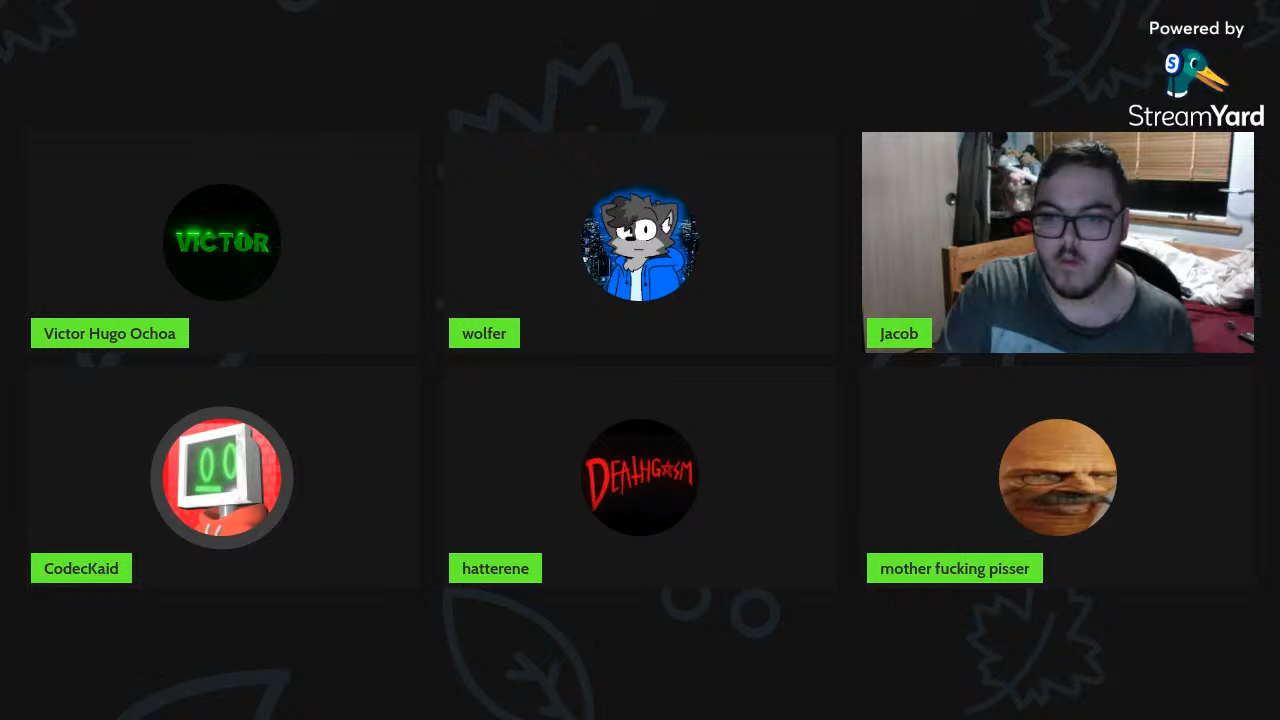 Powered by
StreamYard
VICTOR
Victor Hugo Ochoa
wolfer
Jacob
CodecKaid
DEATHGASM
hatterene
mother fucking pisser